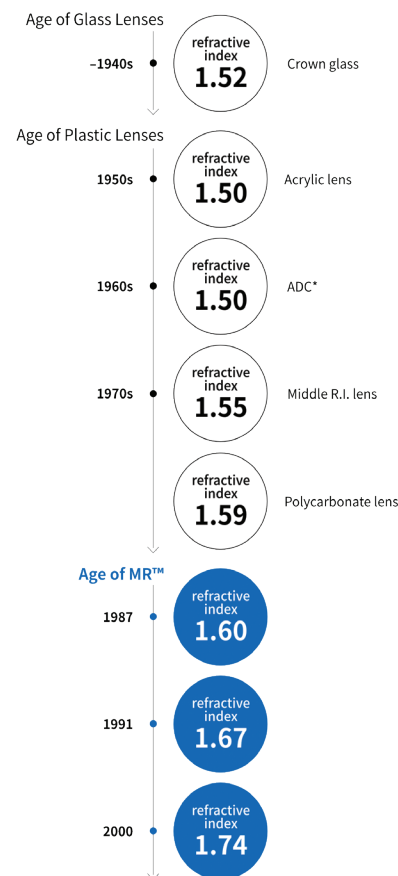 Age of Glass Lenses
–1940s
refractive
index
1.52
Crown glass
Age of Plastic Lenses
1950s
refractive
index
1.50
Acrylic lens
1960s
refractive
index
1.50
ADC*
1970s
refractive
index
1.55
Middle R.I. lens
refractive
index
1.59
Polycarbonate lens
Age of MR™
1987
refractive
index
1.60
1991
refractive
index
1.67
2000
refractive
index
1.74